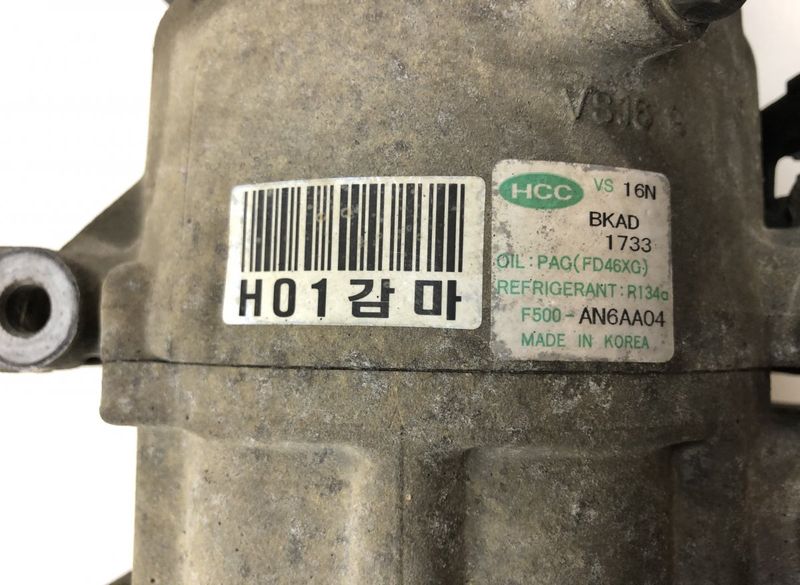 VS16
H01감마
HCC VS 16N
BKAD
1733
OIL : PAG(FD46XG)
REFRIGERANT : R134a
F500-AN6AA04
MADE IN KOREA